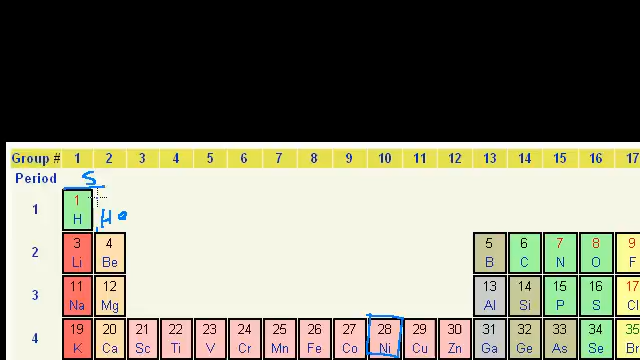 Group # 1 2 3 4 5 6 7 8 9 10 11 12 13 14 15 16 17
Period S
1
1 H He
2
3 Li 4 Be 5 B 6 C 7 N 8 O 9 F
3
11 Na 12 Mg 13 Al 14 Si 15 P 16 S 17 Cl
4
19 K 20 Ca 21 Sc 22 Ti 23 V 24 Cr 25 Mn 26 Fe 27 Co 28 Ni 29 Cu 30 Zn 31 Ga 32 Ge 33 As 34 Se 35 Br